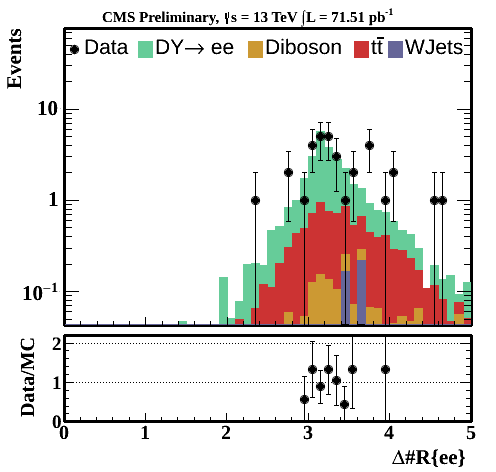 CMS Preliminary, √s = 13 TeV ∫L = 71.51 pb⁻¹
Events
Data DY→ ee Diboson tt̄ WJets
10
1
10⁻¹
Data/MC
2
1
0
0 1 2 3 4 5
Δ#R{ee}